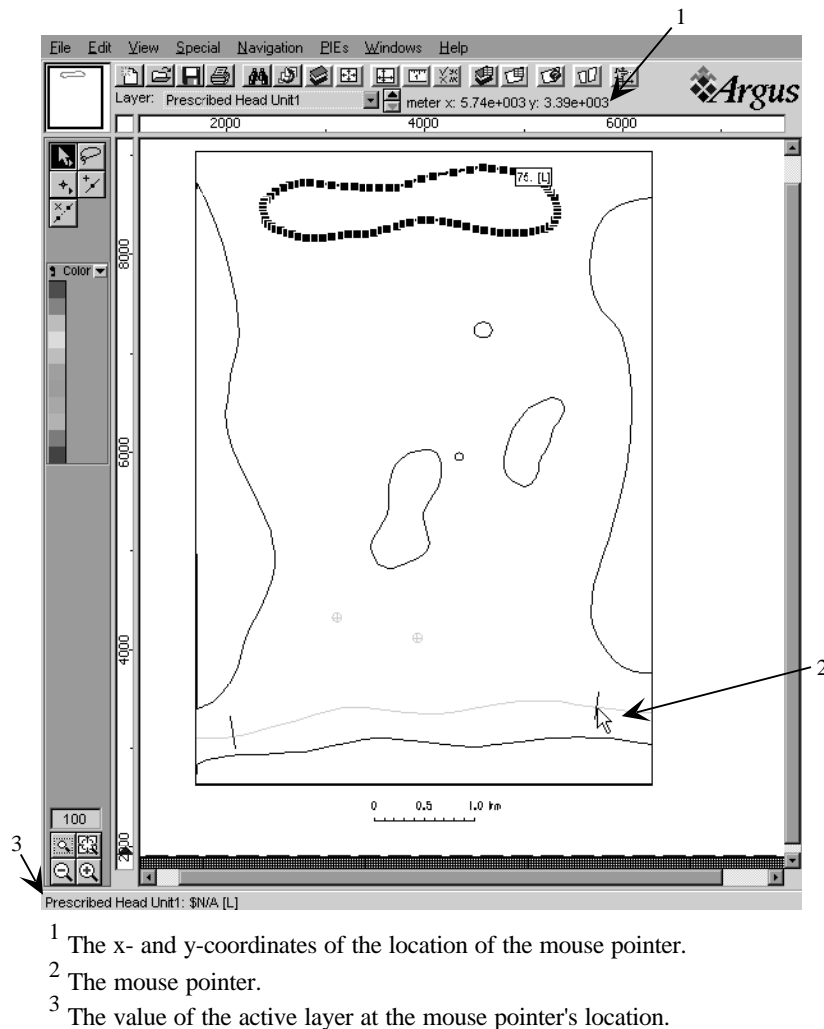 1
File Edit View Special Navigation PIEs Windows Help
Layer: Prescribed Head Unit1 meter x: 5.74e+003 y: 3.39e+003
Argus
2000 4000 6000
75. [L]
Color
8000
6000
4000
2
0 0.5 1.0 km
100
3
2000
Prescribed Head Unit1: $N/A [L]
1 The x- and y-coordinates of the location of the mouse pointer.
2 The mouse pointer.
3 The value of the active layer at the mouse pointer's location.